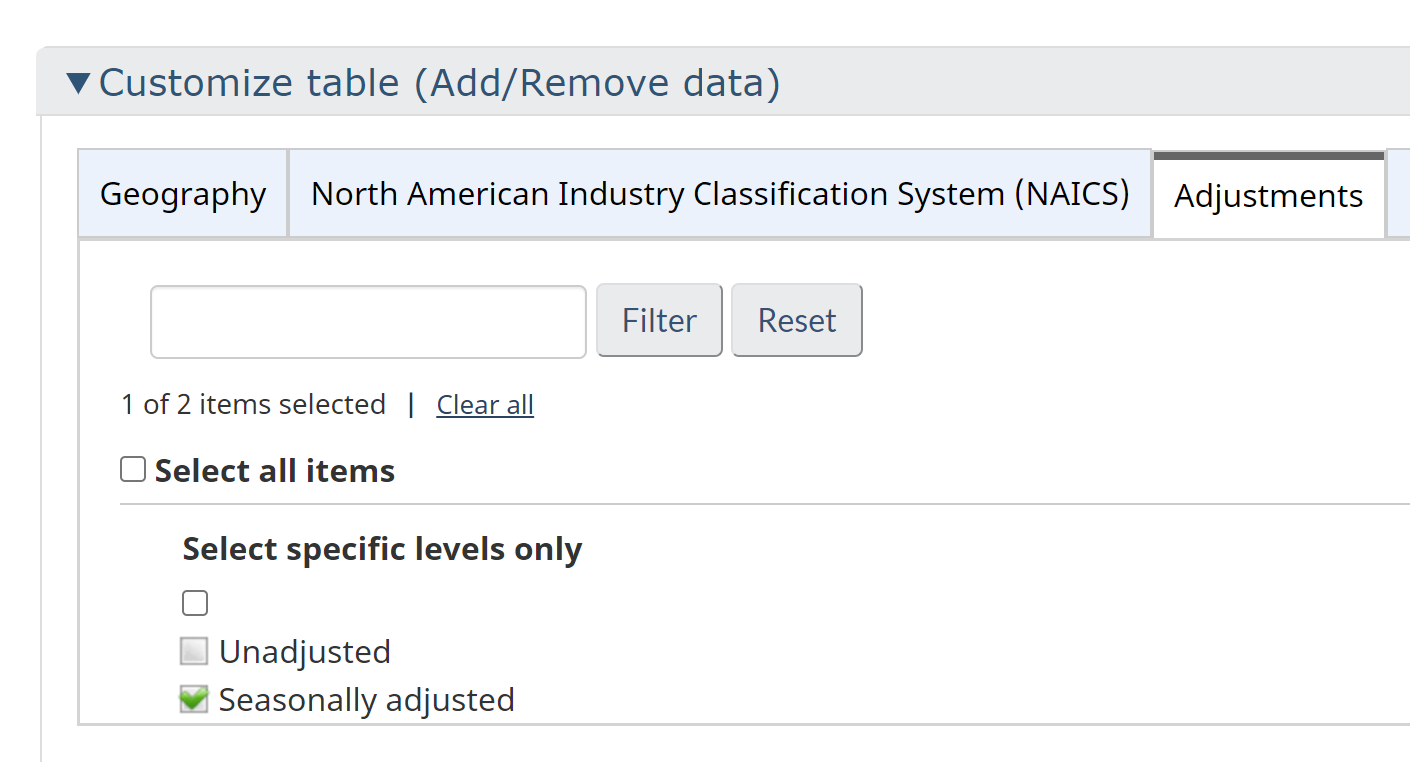 Customize table (Add/Remove data)
Geography North American Industry Classification System (NAICS) Adjustments
Filter Reset
1 of 2 items selected | Clear all
Select all items
Select specific levels only
Unadjusted
Seasonally adjusted